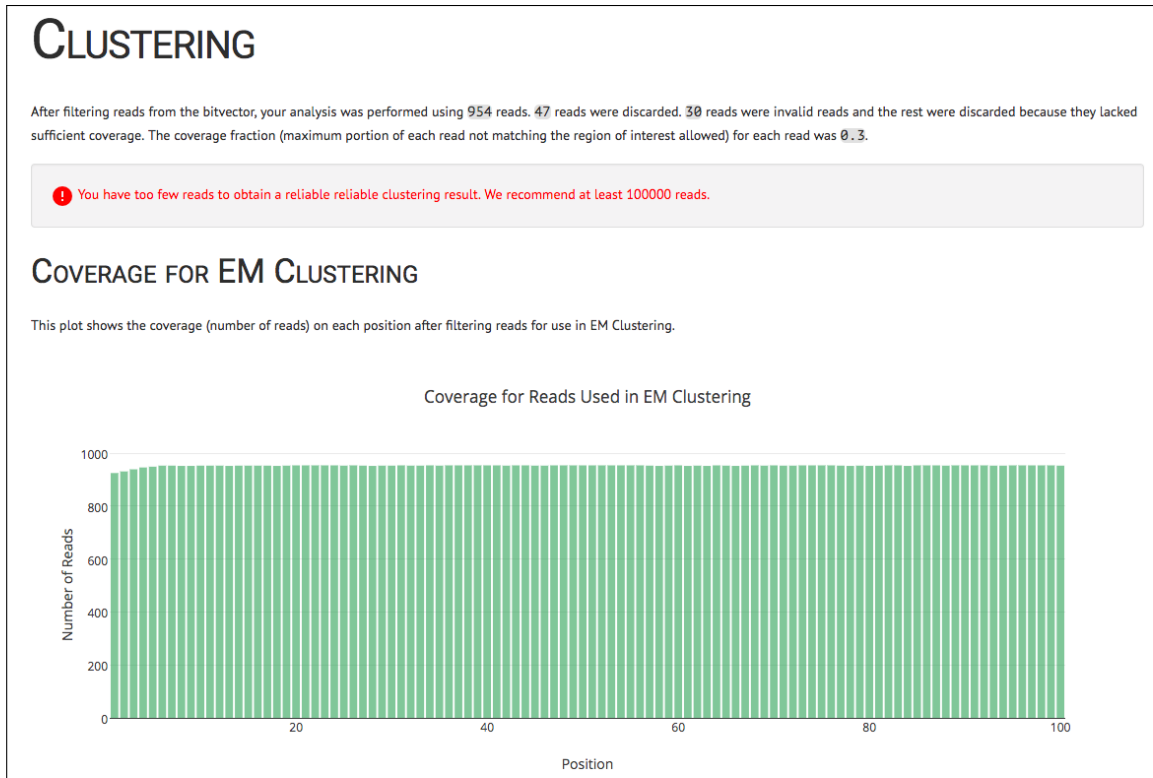 CLUSTERING
After filtering reads from the bitvector, your analysis was performed using 954 reads. 47 reads were discarded. 30 reads were invalid reads and the rest were discarded because they lacked
sufficient coverage. The coverage fraction (maximum portion of each read not matching the region of interest allowed) for each read was 0.3.
! You have too few reads to obtain a reliable reliable clustering result. We recommend at least 100000 reads.
COVERAGE FOR EM CLUSTERING
This plot shows the coverage (number of reads) on each position after filtering reads for use in EM Clustering.
Coverage for Reads Used in EM Clustering
1000
800
600
400
200
0
Number of Reads
20 40 60 80 100
Position